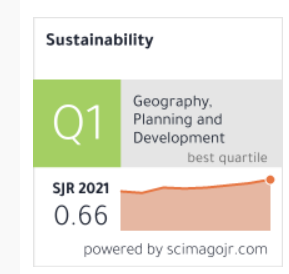 Sustainability
Q1
Geography,
Planning and
Development
best quartile
SJR 2021
0.66
powered by scimagojr.com